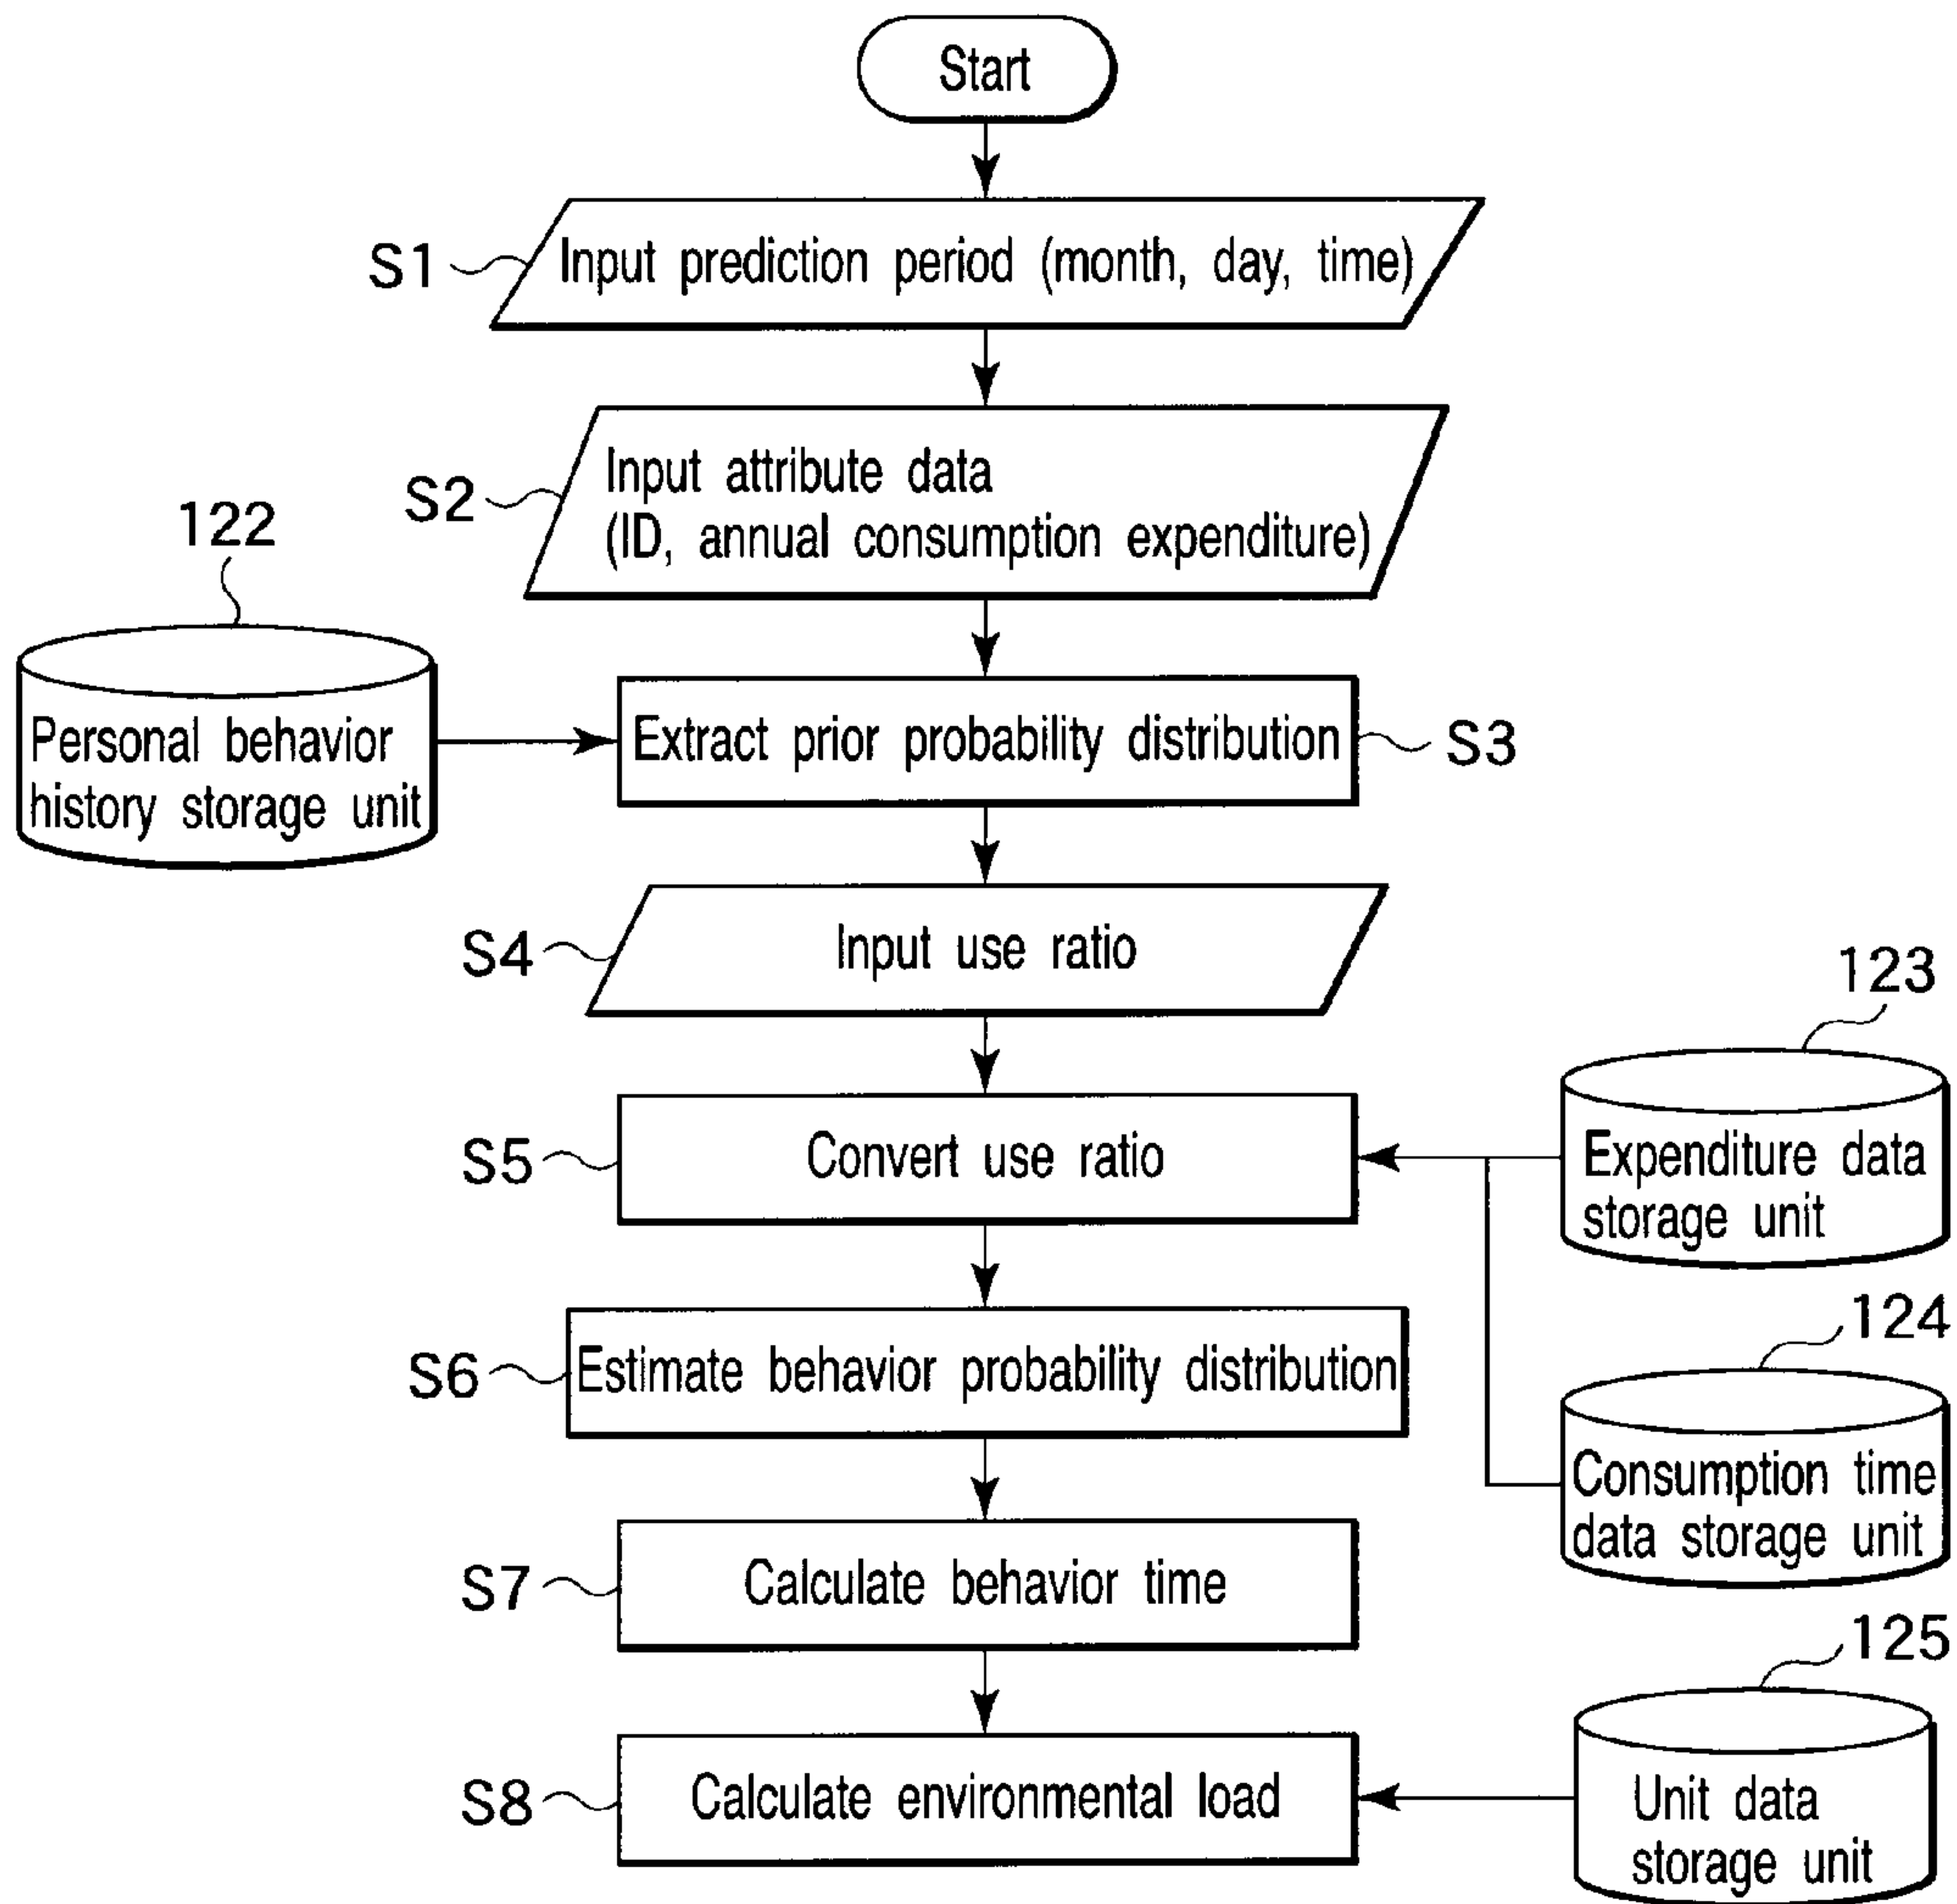 Start
S1
Input prediction period (month, day, time)
S2
Input attribute data
(ID, annual consumption expenditure)
122
Personal behavior
history storage unit
Extract prior probability distribution
S3
S4
Input use ratio
123
S5
Convert use ratio
Expenditure data
storage unit
124
S6
Estimate behavior probability distribution
Consumption time
data storage unit
S7
Calculate behavior time
125
S8
Calculate environmental load
Unit data
storage unit